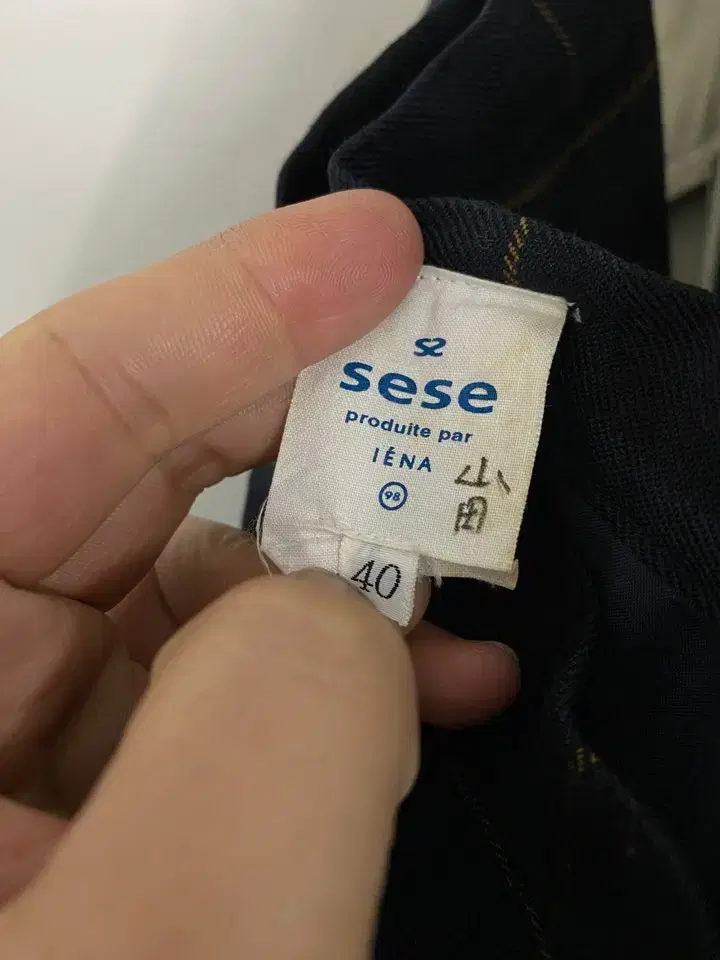 sese
produite par
IÉNA
98
小
田
40